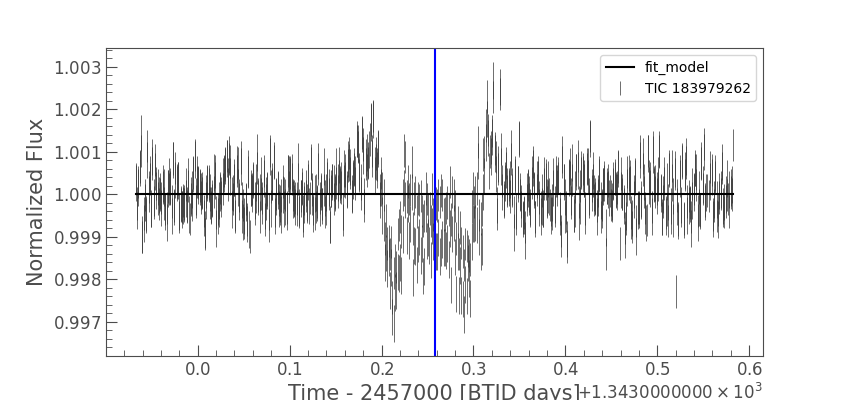 1.003
1.002
1.001
1.000
0.999
0.998
0.997
Normalized Flux
fit_model
TIC 183979262
0.0 0.1 0.2 0.3 0.4 0.5 0.6
Time - 2457000 [BTJD days]
+1.3430000000 × 10³